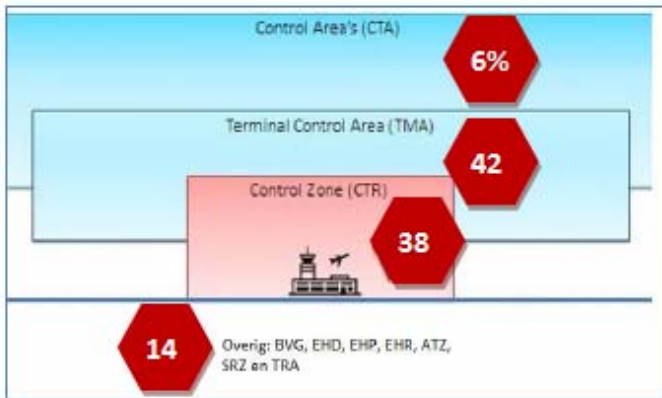 Control Area's (CTA)
6%
Terminal Control Area (TMA)
42
Control Zone (CTR)
38
14
Overig: BVG, EHD, EHP, EHR, ATZ,
SRZ en TRA